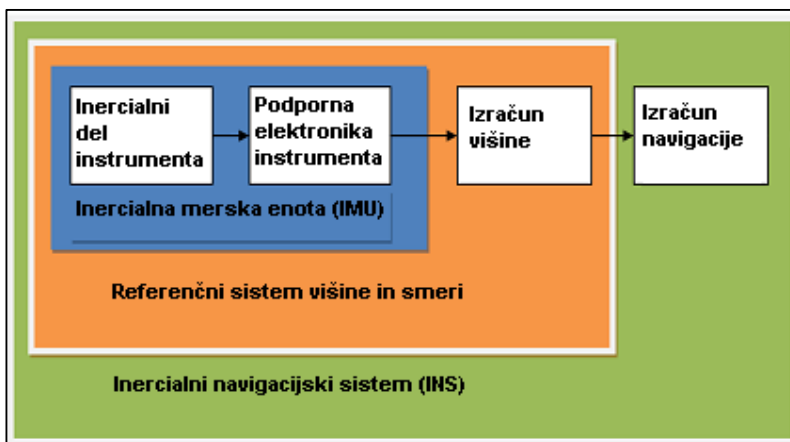 Inercialni
del
instrumenta
Podporna
elektronika
instrumenta
Izračun
višine
Izračun
navigacije
Inercialna merska enota (IMU)
Referenčni sistem višine in smeri
Inercialni navigacijski sistem (INS)